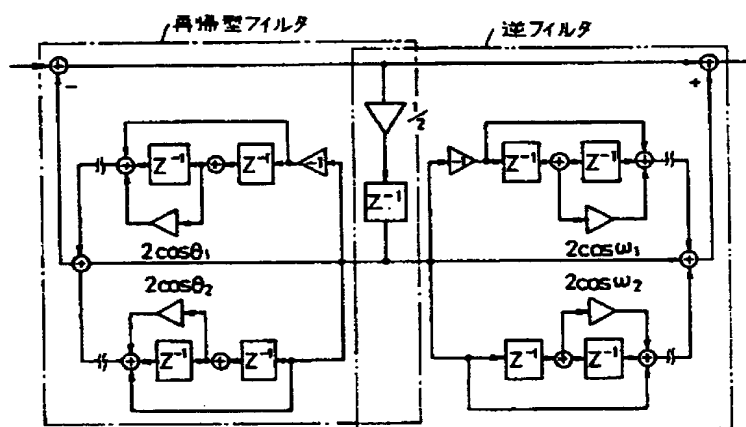 再帰型フィルタ
逆フィルタ
−
+
1/2
Z⁻¹ Z⁻¹ -1
Z⁻¹
-1 Z⁻¹ Z⁻¹
2cosθ₁
2cosω₁
2cosθ₂
2cosω₂
Z⁻¹ Z⁻¹
Z⁻¹ Z⁻¹